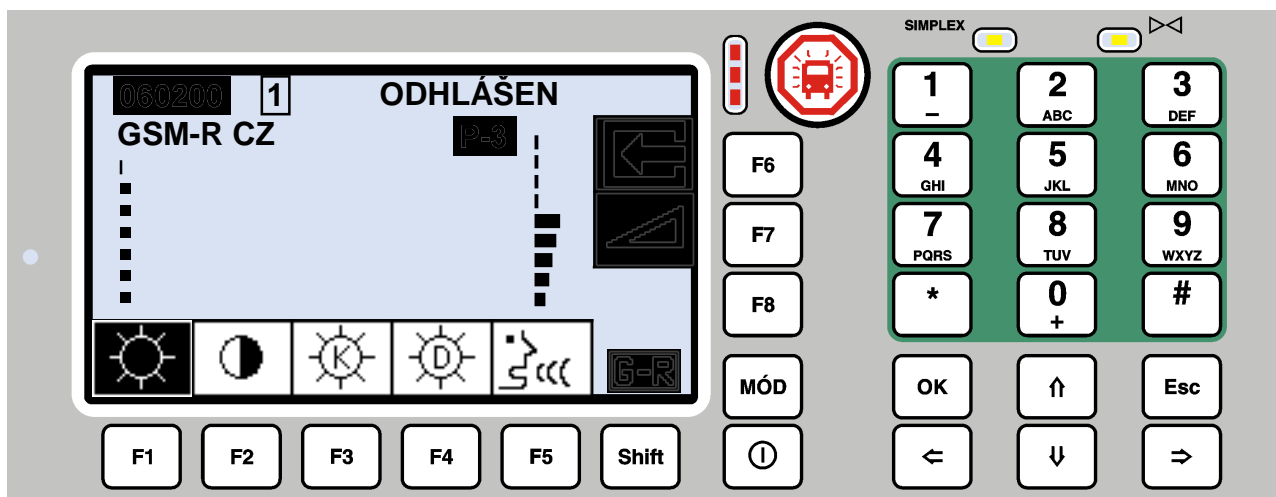 SIMPLEX
060200 1 ODHLÁŠEN
GSM-R CZ P-3
K D
G-R
F6
F7
F8
MÓD
F1 F2 F3 F4 F5 Shift
1 2 3
– ABC DEF
4 5 6
GHI JKL MNO
7 8 9
PQRS TUV WXYZ
* 0 #
+
OK ⇑ Esc
⇐ ⇓ ⇒